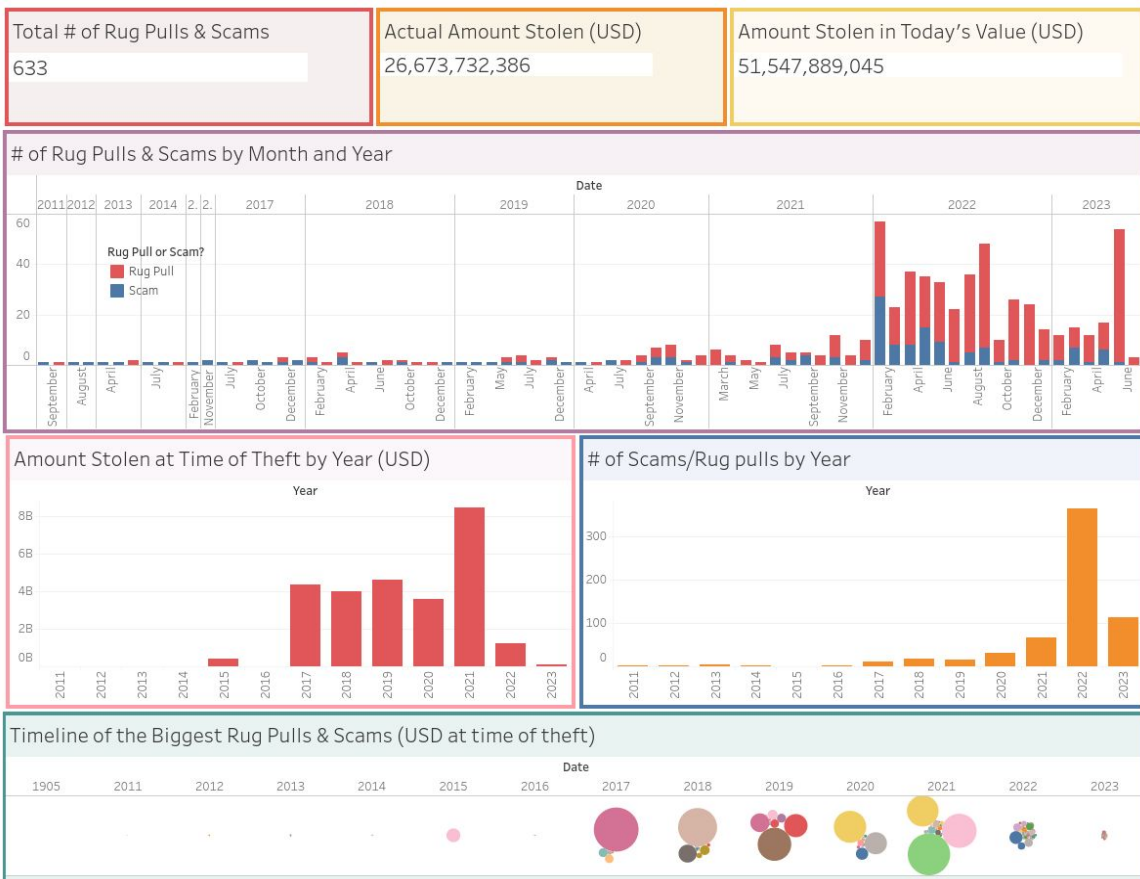 Total # of Rug Pulls & Scams
633
Actual Amount Stolen (USD)
26,673,732,386
Amount Stolen in Today's Value (USD)
51,547,889,045
# of Rug Pulls & Scams by Month and Year
Date
2011 2012 2013 2014 2. 2. 2017 2018 2019 2020 2021 2022 2023
60
40
20
0
Rug Pull or Scam?
Rug Pull
Scam
September August April July February November July October December February April June October December February May July December April July September November March May July September November February April June August October December February April June
Amount Stolen at Time of Theft by Year (USD)
Year
8B
6B
4B
2B
0B
2011 2012 2013 2014 2015 2016 2017 2018 2019 2020 2021 2022 2023
# of Scams/Rug pulls by Year
Year
300
200
100
0
2011 2012 2013 2014 2015 2016 2017 2018 2019 2020 2021 2022 2023
Timeline of the Biggest Rug Pulls & Scams (USD at time of theft)
Date
1905 2011 2012 2013 2014 2015 2016 2017 2018 2019 2020 2021 2022 2023